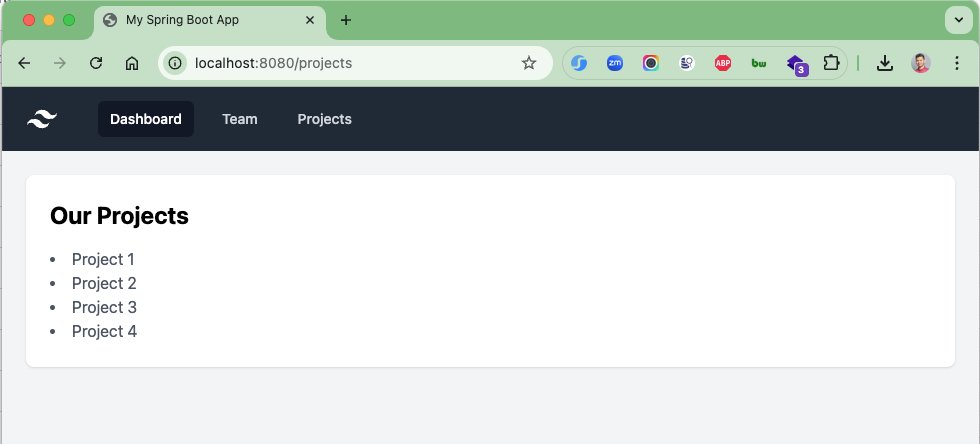 My Spring Boot App
localhost:8080/projects
zm
ABP
bw
3
Dashboard Team Projects
Our Projects
• Project 1
• Project 2
• Project 3
• Project 4